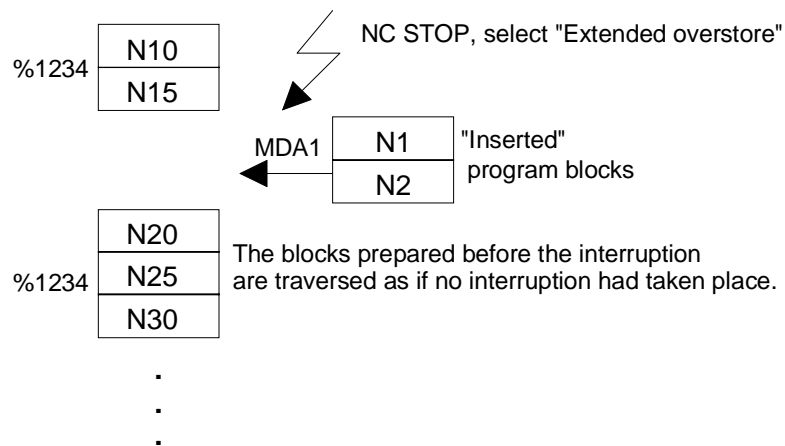 NC STOP, select "Extended overstore"
%1234
N10
N15
MDA1
N1
N2
"Inserted"
program blocks
%1234
N20
N25
N30
The blocks prepared before the interruption
are traversed as if no interruption had taken place.
.
.
.